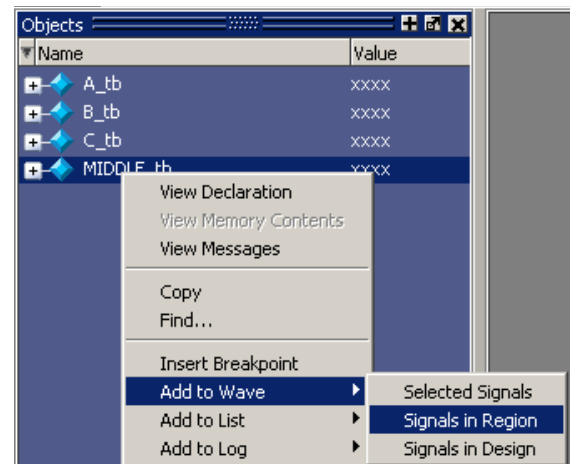 Objects
Name Value
A_tb xxxx
B_tb xxxx
C_tb xxxx
MIDDLE_tb xxxx
View Declaration
View Memory Contents
View Messages
Copy
Find...
Insert Breakpoint
Add to Wave
Selected Signals
Add to List
Signals in Region
Add to Log
Signals in Design